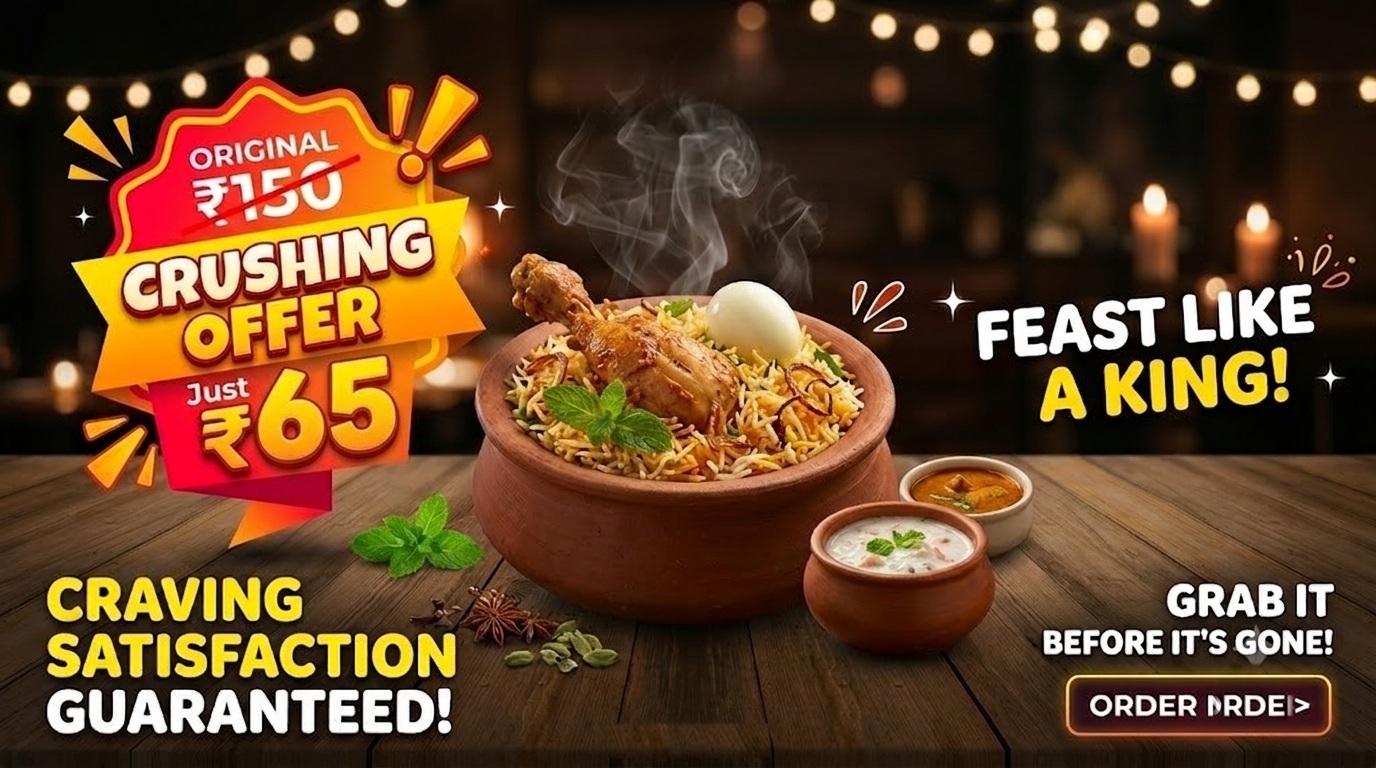 ORIGINAL
₹150
CRUSHING
OFFER
Just
₹65
FEAST LIKE
A KING!
CRAVING
SATISFACTION
GUARANTEED!
GRAB IT
BEFORE IT'S GONE!
ORDER